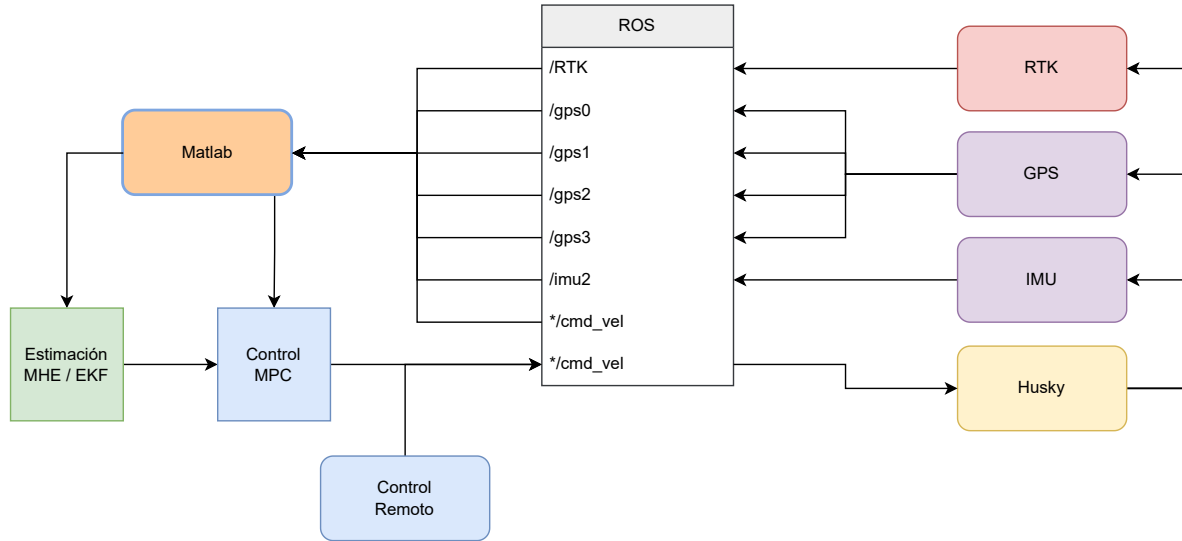 ROS
/RTK
/gps0
/gps1
/gps2
/gps3
/imu2
*/cmd_vel
*/cmd_vel
Matlab
Estimación
MHE / EKF
Control
MPC
Control
Remoto
RTK
GPS
IMU
Husky